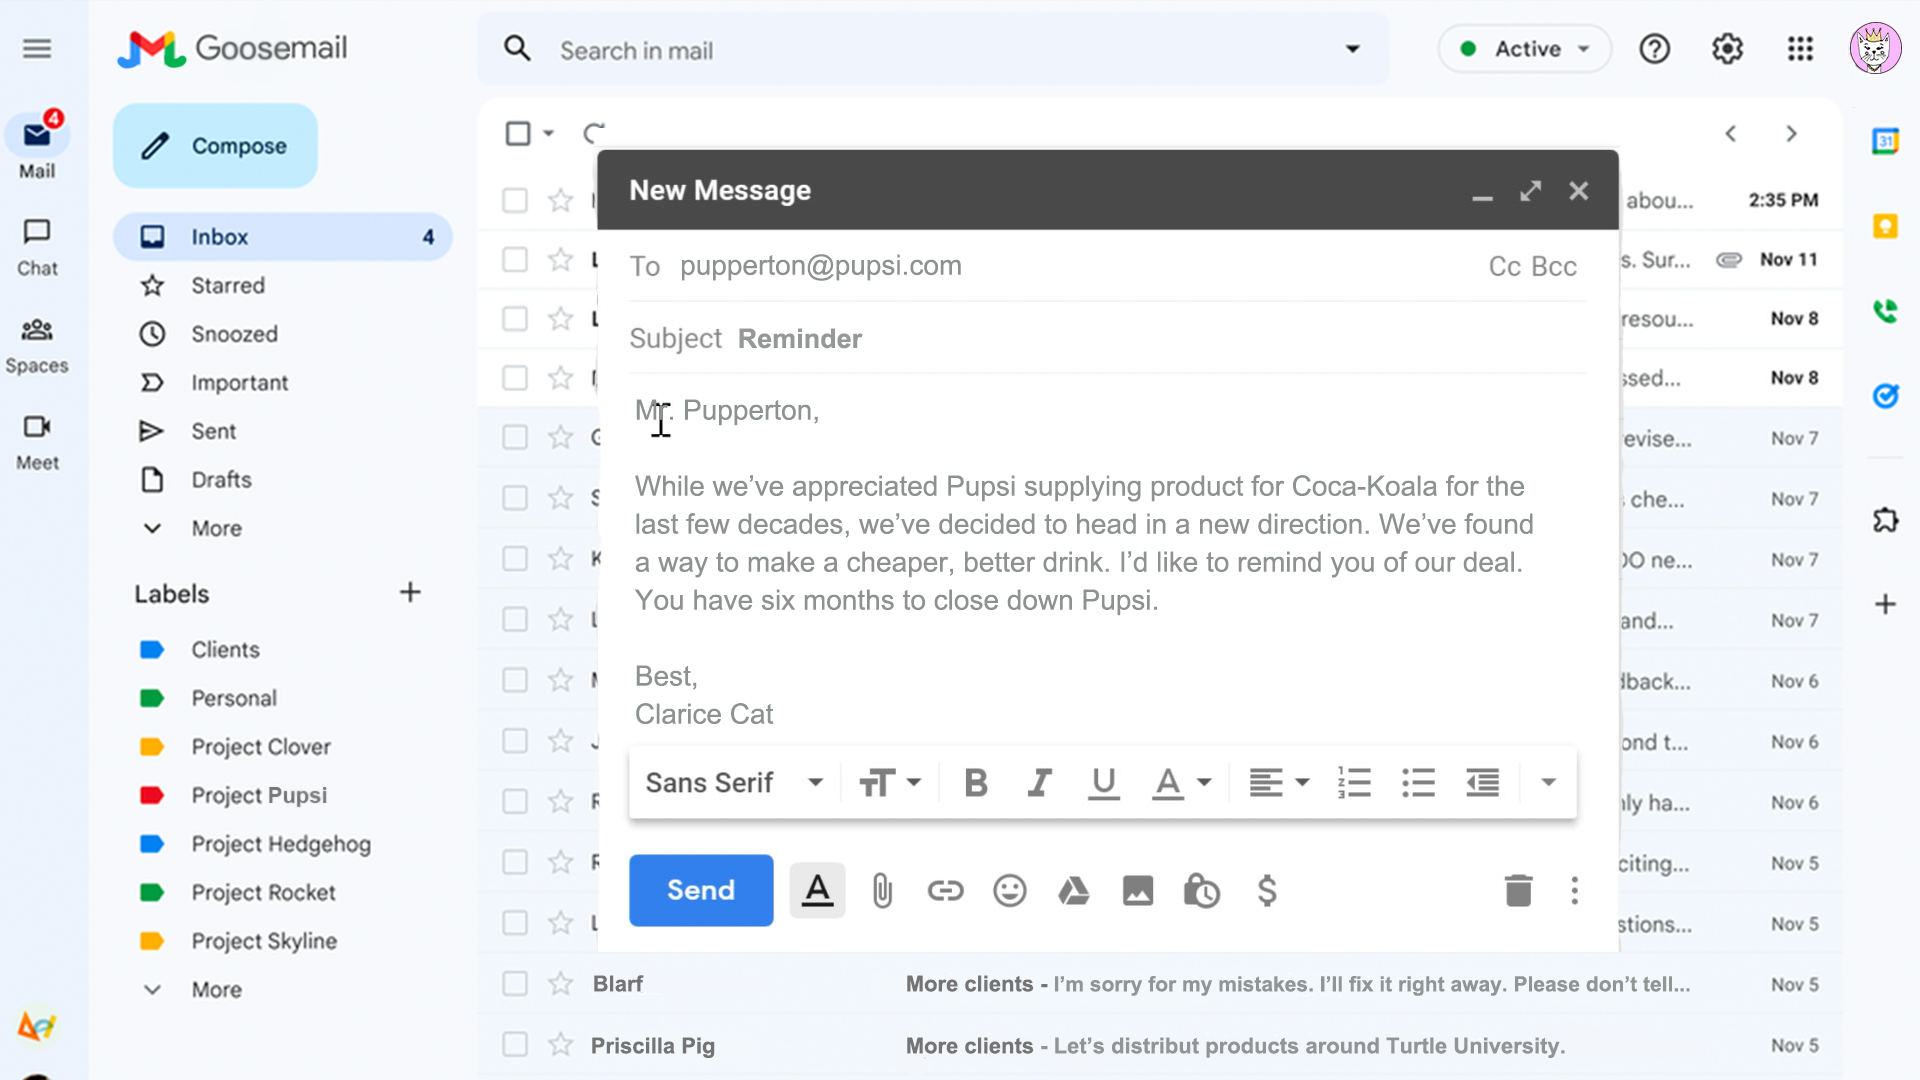 Goosemail
Search in mail
Active
4
Mail
Chat
Spaces
Meet
Compose
Inbox 4
Starred
Snoozed
Important
Sent
Drafts
More
Labels
Clients
Personal
Project Clover
Project Pupsi
Project Hedgehog
Project Rocket
Project Skyline
More
New Message
To pupperton@pupsi.com Cc Bcc
Subject Reminder
Mr. Pupperton,
While we’ve appreciated Pupsi supplying product for Coca-Koala for the
last few decades, we’ve decided to head in a new direction. We’ve found
a way to make a cheaper, better drink. I’d like to remind you of our deal.
You have six months to close down Pupsi.
Best,
Clarice Cat
Sans Serif
Send
abou... 2:35 PM
s. Sur... Nov 11
resou... Nov 8
ssed... Nov 8
evise... Nov 7
che... Nov 7
DO ne... Nov 7
and... Nov 7
dback... Nov 6
ond t... Nov 6
nly ha... Nov 6
citing... Nov 5
stions... Nov 5
Blarf More clients - I’m sorry for my mistakes. I’ll fix it right away. Please don’t tell... Nov 5
Priscilla Pig More clients - Let’s distribut products around Turtle University. Nov 5
31